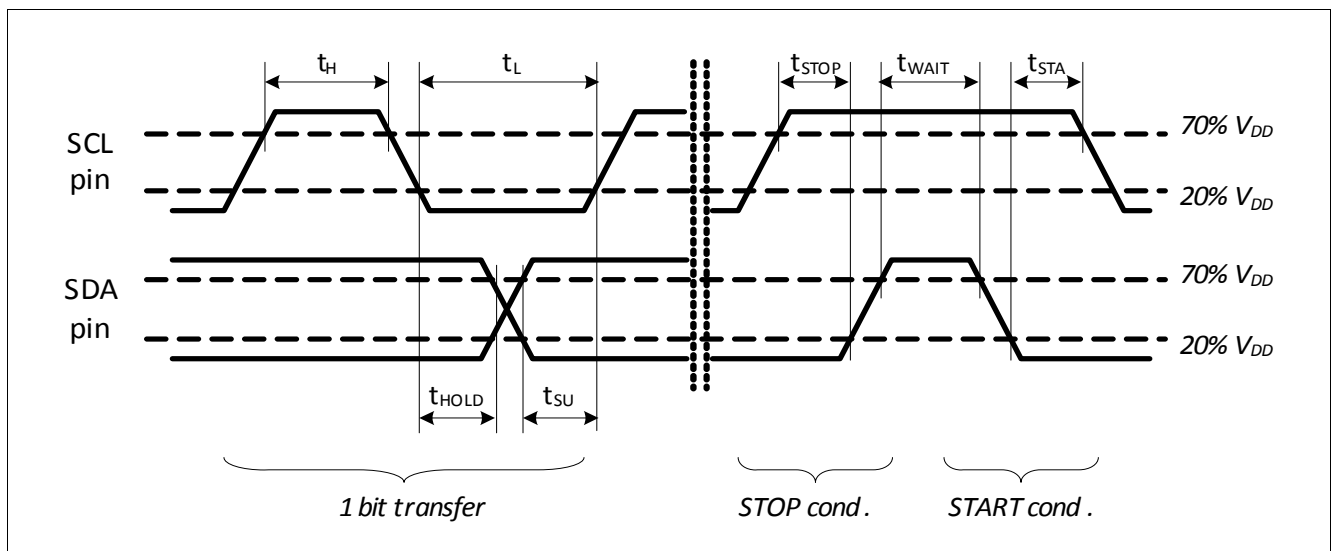 tH tL tSTOP tWAIT tSTA
SCL
pin
70% VDD
20% VDD
SDA
pin
70% VDD
20% VDD
tHOLD tSU
1 bit transfer STOP cond . START cond .